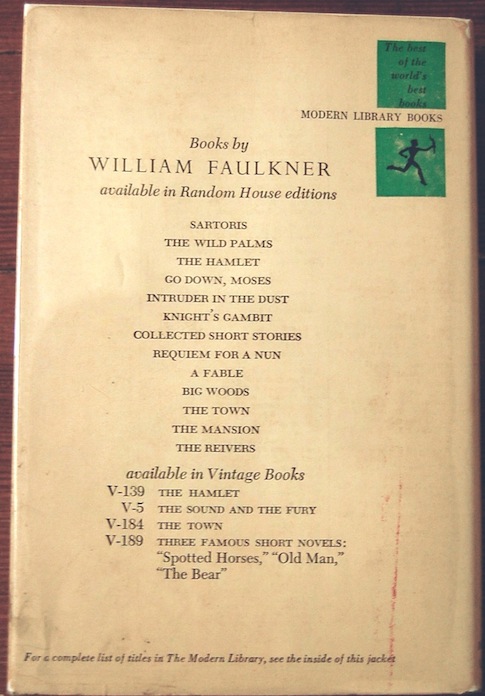 The best
of the
world's
best
books
MODERN LIBRARY BOOKS
Books by
WILLIAM FAULKNER
available in Random House editions
SARTORIS
THE WILD PALMS
THE HAMLET
GO DOWN, MOSES
INTRUDER IN THE DUST
KNIGHT'S GAMBIT
COLLECTED SHORT STORIES
REQUIEM FOR A NUN
A FABLE
BIG WOODS
THE TOWN
THE MANSION
THE REIVERS
available in Vintage Books
V-139 THE HAMLET
V-5 THE SOUND AND THE FURY
V-184 THE TOWN
V-189 THREE FAMOUS SHORT NOVELS:
"Spotted Horses," "Old Man,"
"The Bear"
For a complete list of titles in The Modern Library, see the inside of this jacket